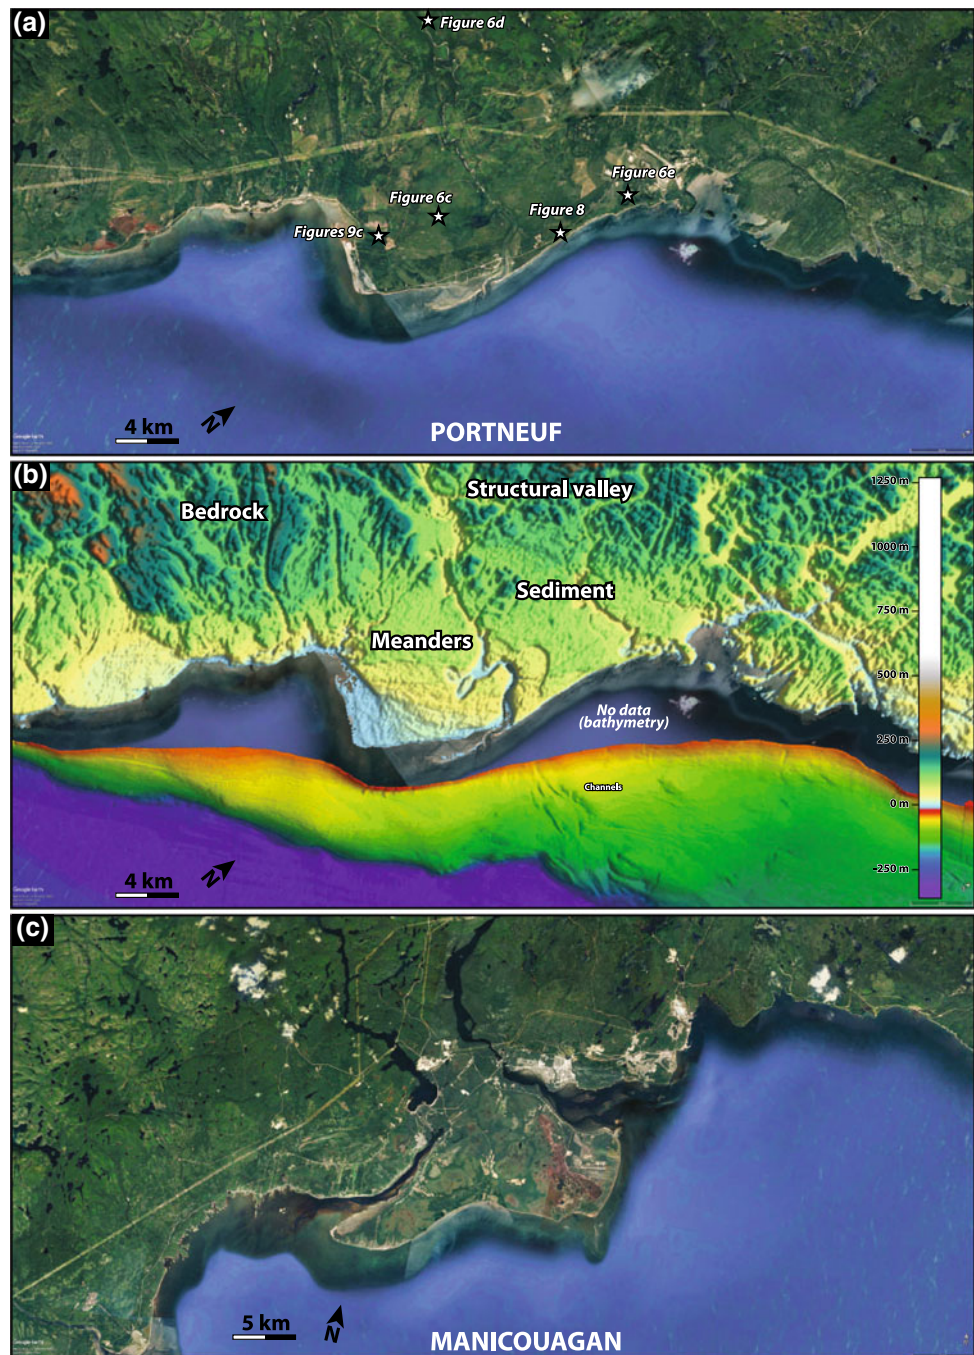 (a)
Figure 6d
Figure 6c
Figure 6e
Figures 9c
Figure 8
4 km
N
PORTNEUF
(b)
Structural valley
Bedrock
Sediment
Meanders
No data
(bathymetry)
Channels
1250 m
1000 m
750 m
500 m
250 m
0 m
-250 m
4 km
N
(c)
5 km
N
MANICOUAGAN